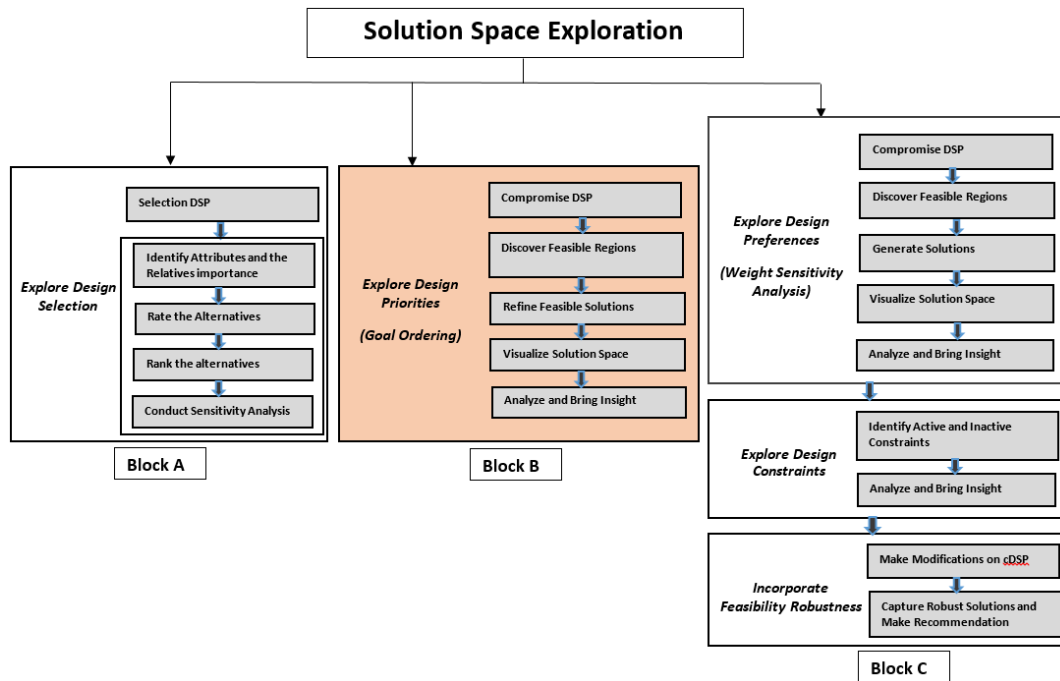 Solution Space Exploration
Explore Design
Selection
Selection DSP
Identify Attributes and the
Relatives importance
Rate the Alternatives
Rank the alternatives
Conduct Sensitivity Analysis
Block A
Explore Design
Priorities
(Goal Ordering)
Compromise DSP
Discover Feasible Regions
Refine Feasible Solutions
Visualize Solution Space
Analyze and Bring Insight
Block B
Explore Design
Preferences
(Weight Sensitivity
Analysis)
Compromise DSP
Discover Feasible Regions
Generate Solutions
Visualize Solution Space
Analyze and Bring Insight
Explore Design
Constraints
Identify Active and Inactive
Constraints
Analyze and Bring Insight
Incorporate
Feasibility Robustness
Make Modifications on cDSP
Capture Robust Solutions and
Make Recommendation
Block C